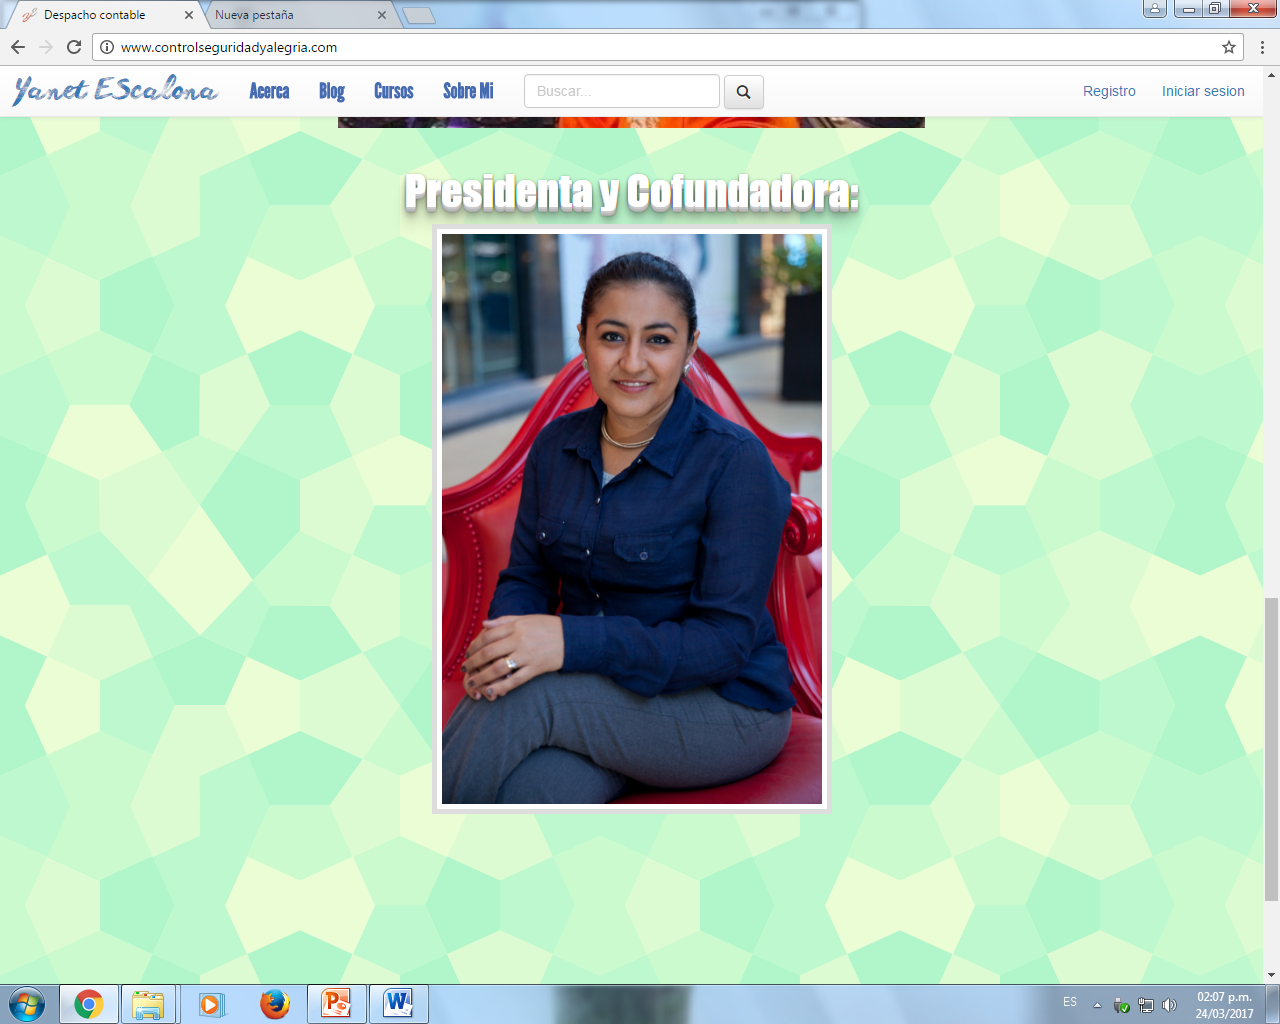 Despacho contable
Nueva pestaña
www.controlseguridadyalegria.com
Yanet EScalona
Acerca
Blog
Cursos
Sobre Mi
Buscar...
Registro
Iniciar sesion
Presidenta y Cofundadora:
ES
02:07 p.m.
24/03/2017